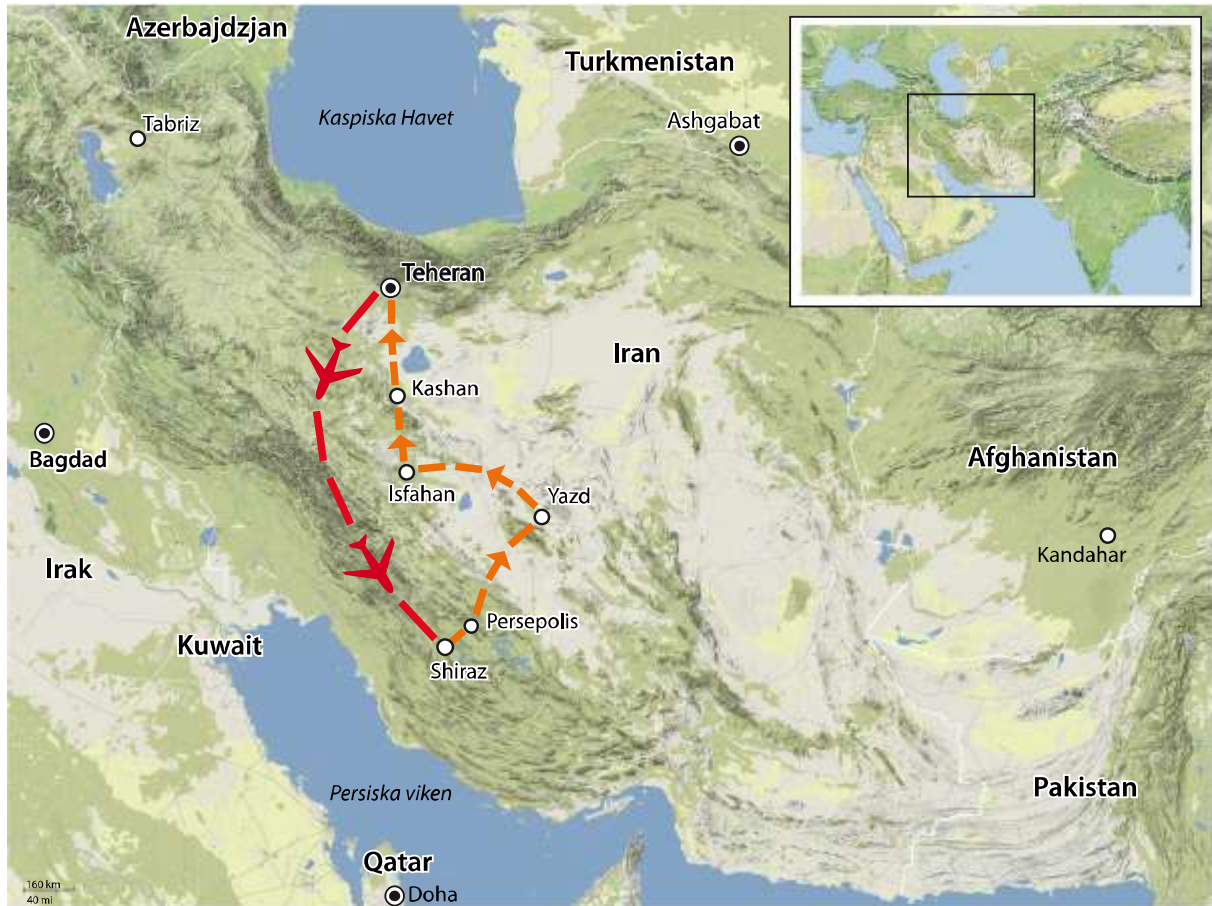 Azerbajdzjan
Turkmenistan
Kaspiska Havet
Tabriz
Ashgabat
Teheran
Iran
Kashan
Bagdad
Afghanistan
Isfahan
Yazd
Kandahar
Irak
Persepolis
Kuwait
Shiraz
Persiska viken
Pakistan
Qatar
Doha
160 km
40 mi